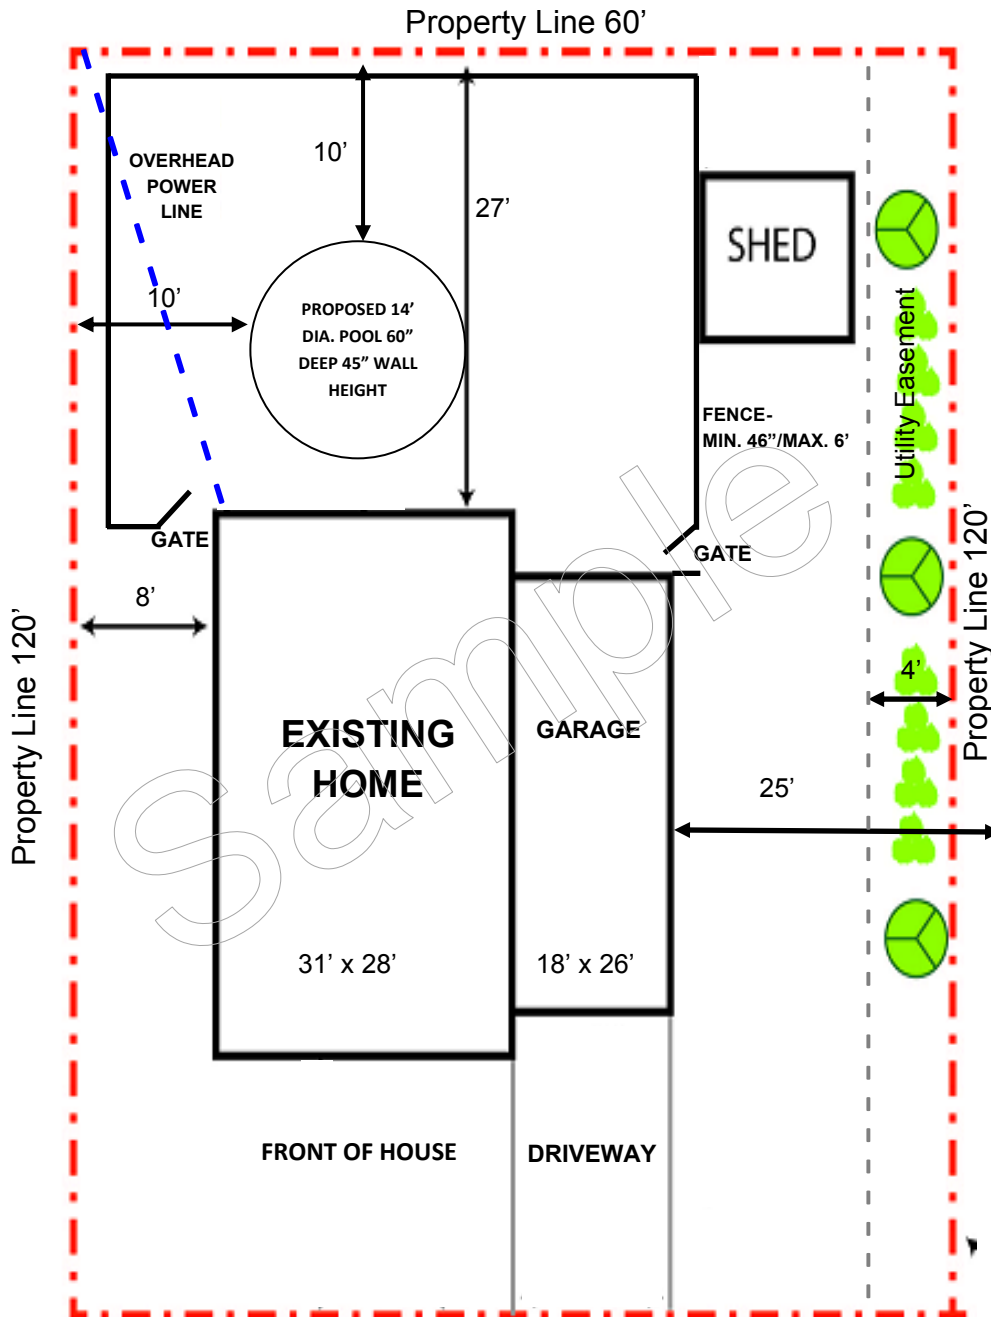 Property Line 60’
OVERHEAD
POWER
LINE
10’
27’
SHED
10’
PROPOSED 14’
DIA. POOL 60”
DEEP 45” WALL
HEIGHT
Utility Easement
FENCE-
MIN. 46”/MAX. 6’
GATE
GATE
8’
Property Line 120’
Property Line 120’
4’
EXISTING
HOME
GARAGE
25’
Sample
31’ x 28’
18’ x 26’
FRONT OF HOUSE
DRIVEWAY